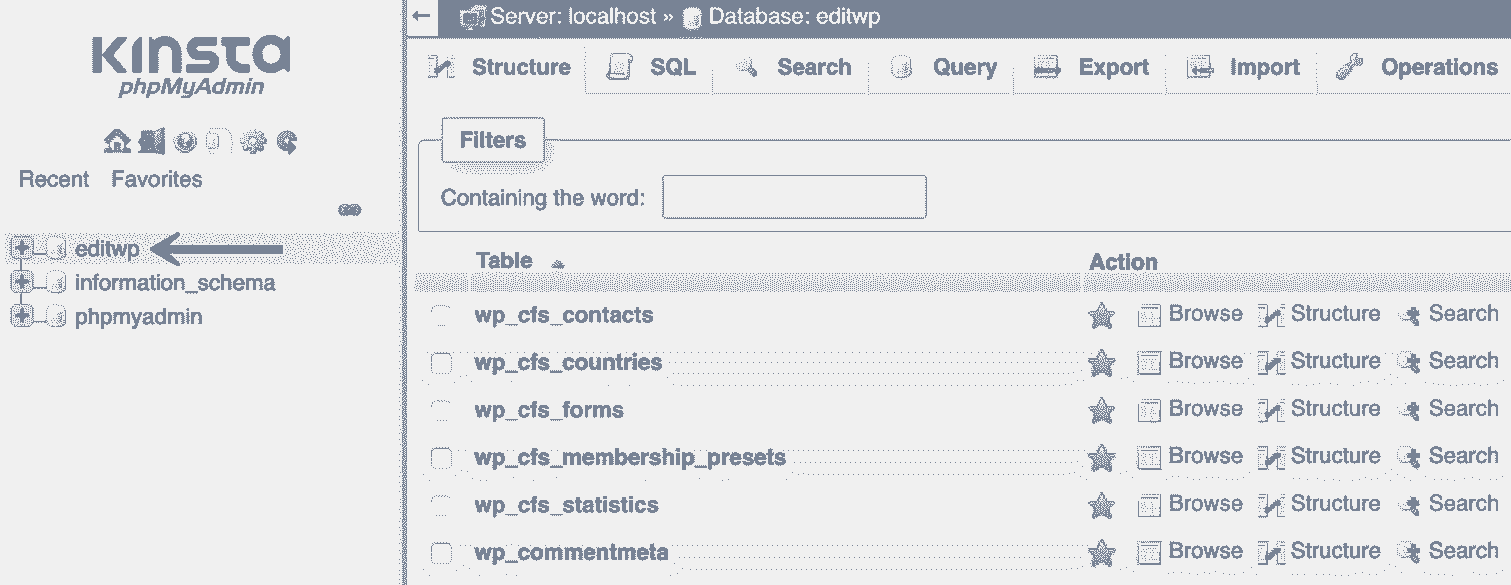 KINSTA
phpMyAdmin
Recent Favorites
editwp
information_schema
phpmyadmin
Server: localhost » Database: editwp
Structure SQL Search Query Export Import Operations
Filters
Containing the word:
Table Action
wp_cfs_contacts Browse Structure Search
wp_cfs_countries Browse Structure Search
wp_cfs_forms Browse Structure Search
wp_cfs_membership_presets Browse Structure Search
wp_cfs_statistics Browse Structure Search
wp_commentmeta Browse Structure Search